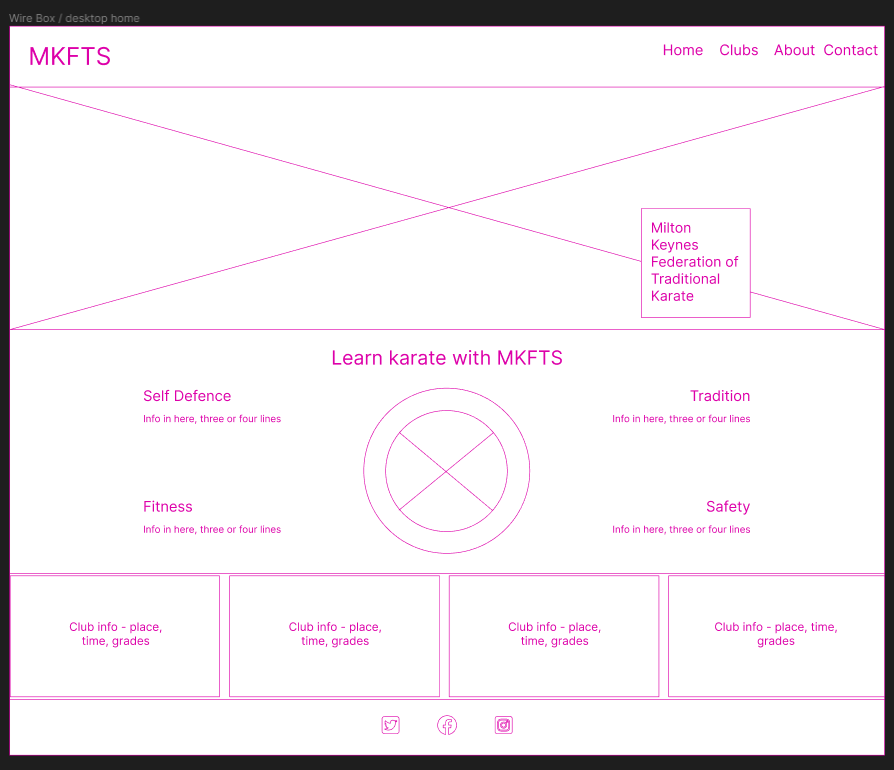 Wire Box / desktop home
MKFTS
Home Clubs About Contact
Milton
Keynes
Federation of
Traditional
Karate
Learn karate with MKFTS
Self Defence
Info in here, three or four lines
Tradition
Info in here, three or four lines
Fitness
Info in here, three or four lines
Safety
Info in here, three or four lines
Club info - place,
time, grades
Club info - place,
time, grades
Club info - place,
time, grades
Club info - place, time,
grades